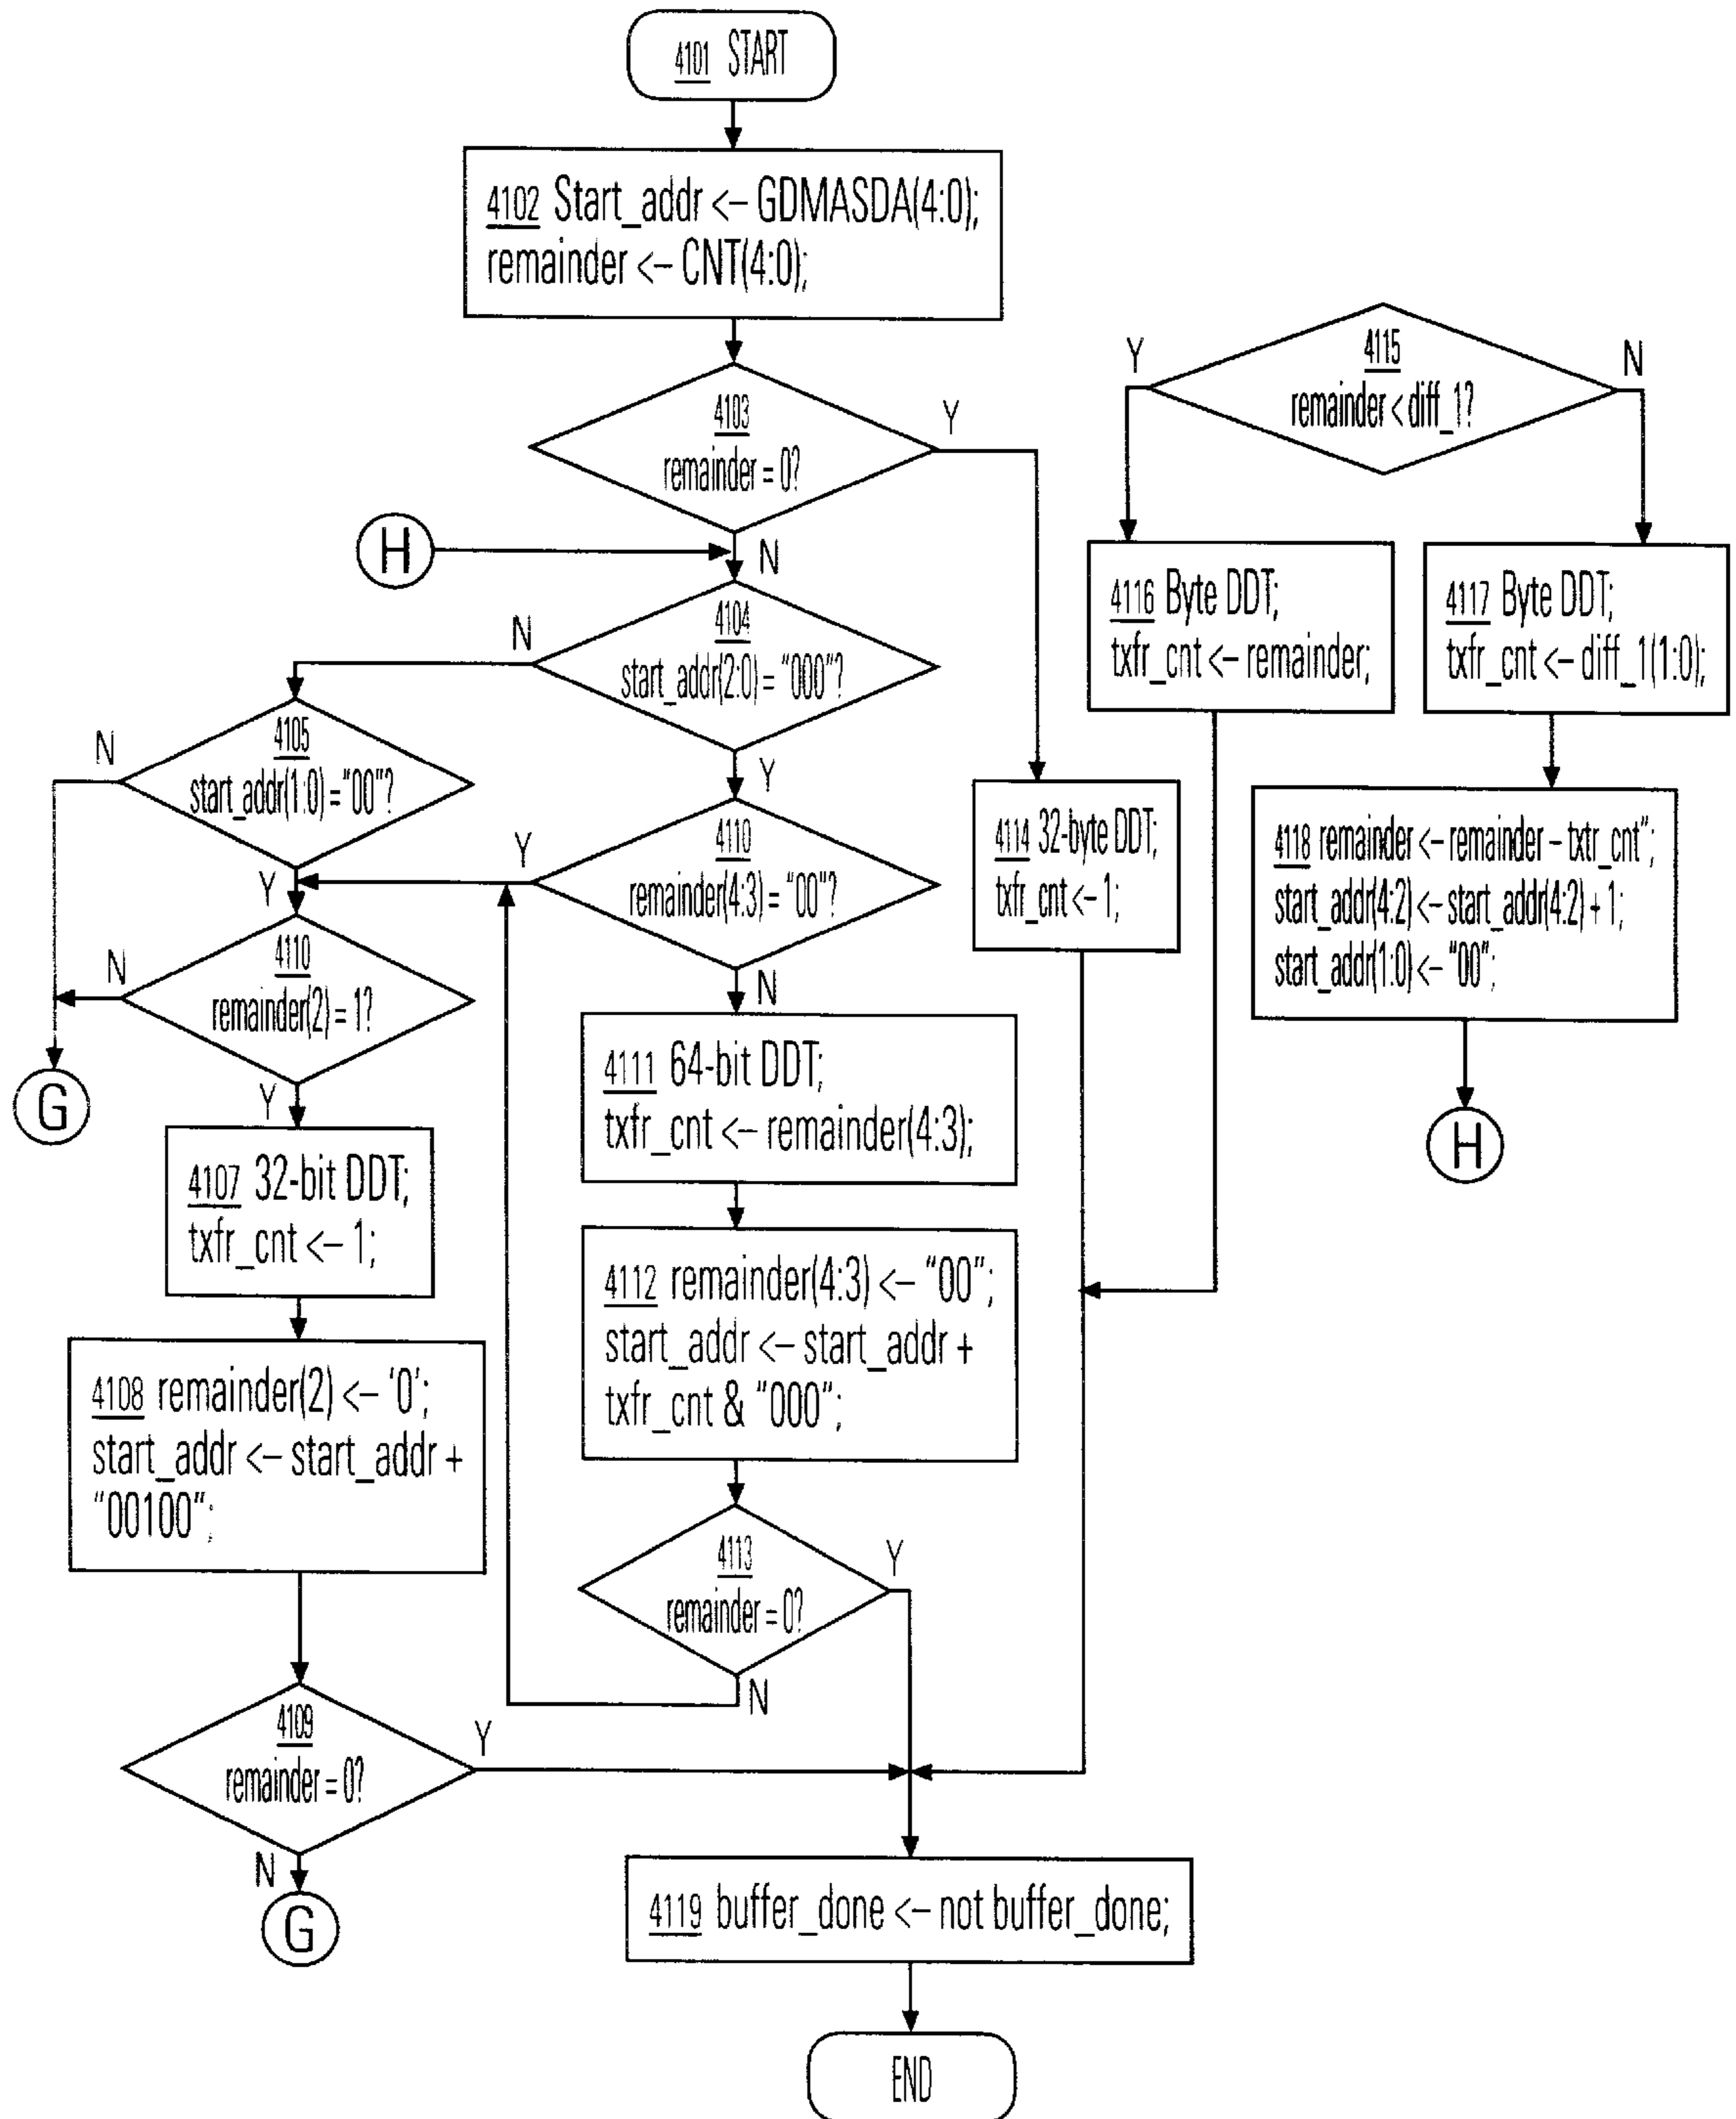 4101 START
4102 Start_addr <– GDMASDA(4:0);
remainder <– CNT(4:0);
4103
remainder = 0?
Y
N
H
4104
start_addr(2:0) = "000"?
N
Y
4105
start_addr(1:0) = "00"?
N
Y
4110
remainder(4:3) = "00"?
Y
N
4110
remainder(2) = 1?
N
Y
G
4107 32-bit DDT;
txfr_cnt <– 1;
4108 remainder(2) <– '0';
start_addr <– start_addr +
"00100";
4109
remainder = 0?
Y
N
G
4111 64-bit DDT;
txfr_cnt <– remainder(4:3);
4112 remainder(4:3) <– "00";
start_addr <– start_addr +
txfr_cnt & "000";
4113
remainder = 0?
Y
N
4114 32-byte DDT;
txfr_cnt <– 1;
4115
remainder < diff_1?
Y
N
4116 Byte DDT;
txfr_cnt <– remainder;
4117 Byte DDT;
txfr_cnt <– diff_1(1:0);
4118 remainder <– remainder – txtr_cnt";
start_addr(4:2) <– start_addr(4:2) + 1;
start_addr(1:0) <– "00";
H
4119 buffer_done <– not buffer_done;
END